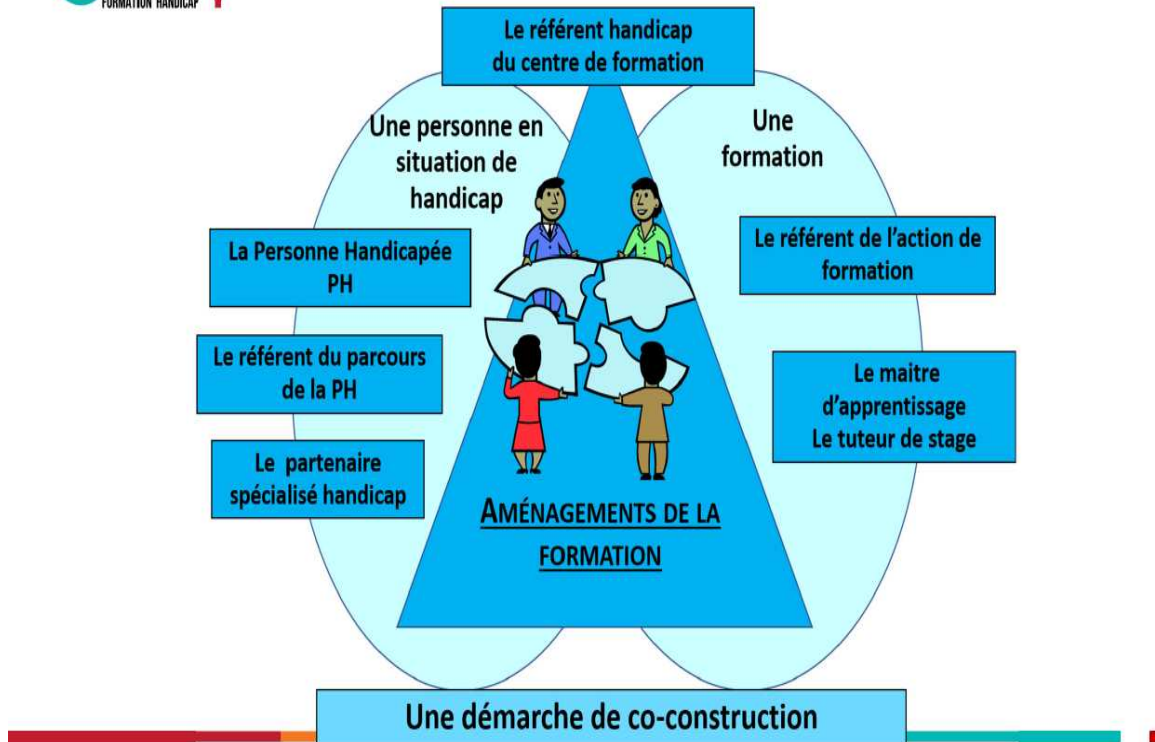 FORMATION HANDICAP
Le référent handicap
du centre de formation
Une personne en
situation de
handicap
Une
formation
La Personne Handicapée
PH
Le référent de l'action de
formation
Le référent du parcours
de la PH
Le maitre
d'apprentissage
Le tuteur de stage
Le partenaire
spécialisé handicap
AMÉNAGEMENTS DE LA
FORMATION
Une démarche de co-construction